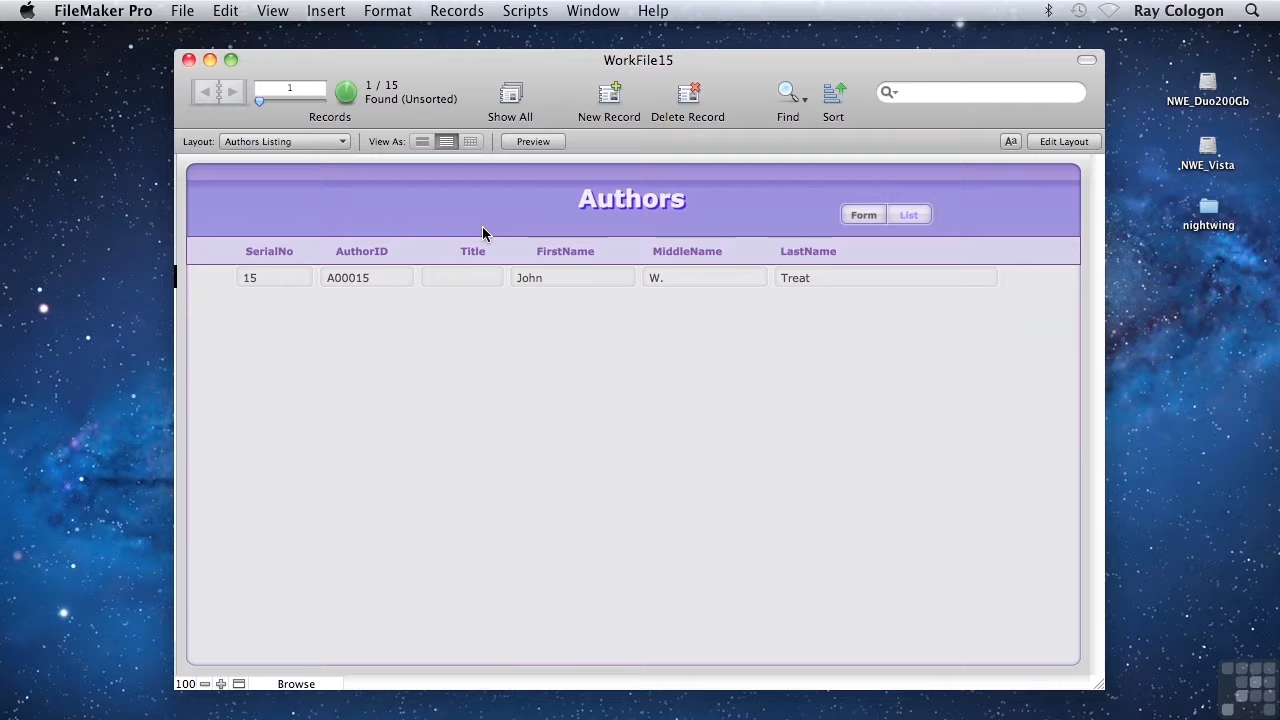 FileMaker Pro File Edit View Insert Format Records Scripts Window Help Ray Cologon
WorkFile15
1 1 / 15
Found (Unsorted)
Records Show All New Record Delete Record Find Sort
Layout: Authors Listing View As: Preview Aa Edit Layout
Authors
Form List
SerialNo AuthorID Title FirstName MiddleName LastName
15 A00015 John W. Treat
100 Browse
NWE_Duo200Gb
NWE_Vista
nightwing